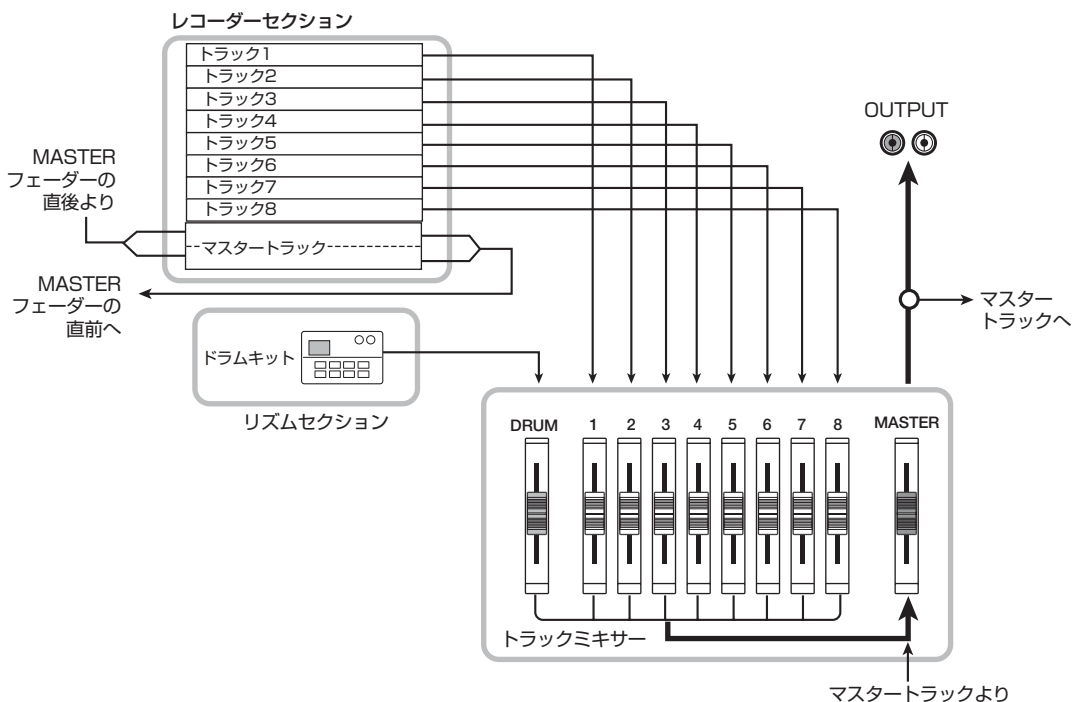 レコーダーセクション
トラック1
トラック2
トラック3
トラック4
トラック5
トラック6
トラック7
トラック8
マスタートラック
MASTER
フェーダーの
直後より
MASTER
フェーダーの
直前へ
ドラムキット
リズムセクション
OUTPUT
マスター
トラックへ
DRUM 1 2 3 4 5 6 7 8 MASTER
トラックミキサー
マスタートラックより